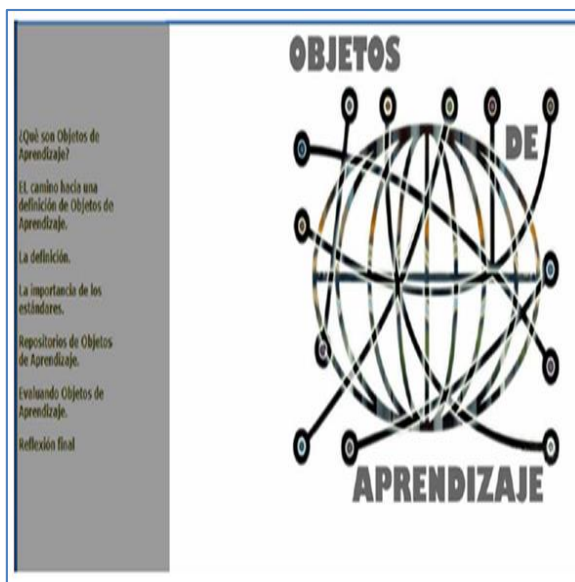 ¿Què son Objetos de
Aprendizaje?
EL camino hacia una
definición de Objetos de
Aprendizaje.
La definición.
La importancia de los
estándares.
Repositorios de Objetos
de Aprendizaje.
Evaluando Objetos de
Aprendizaje.
Reflexión final
OBJETOS
DE
APRENDIZAJE